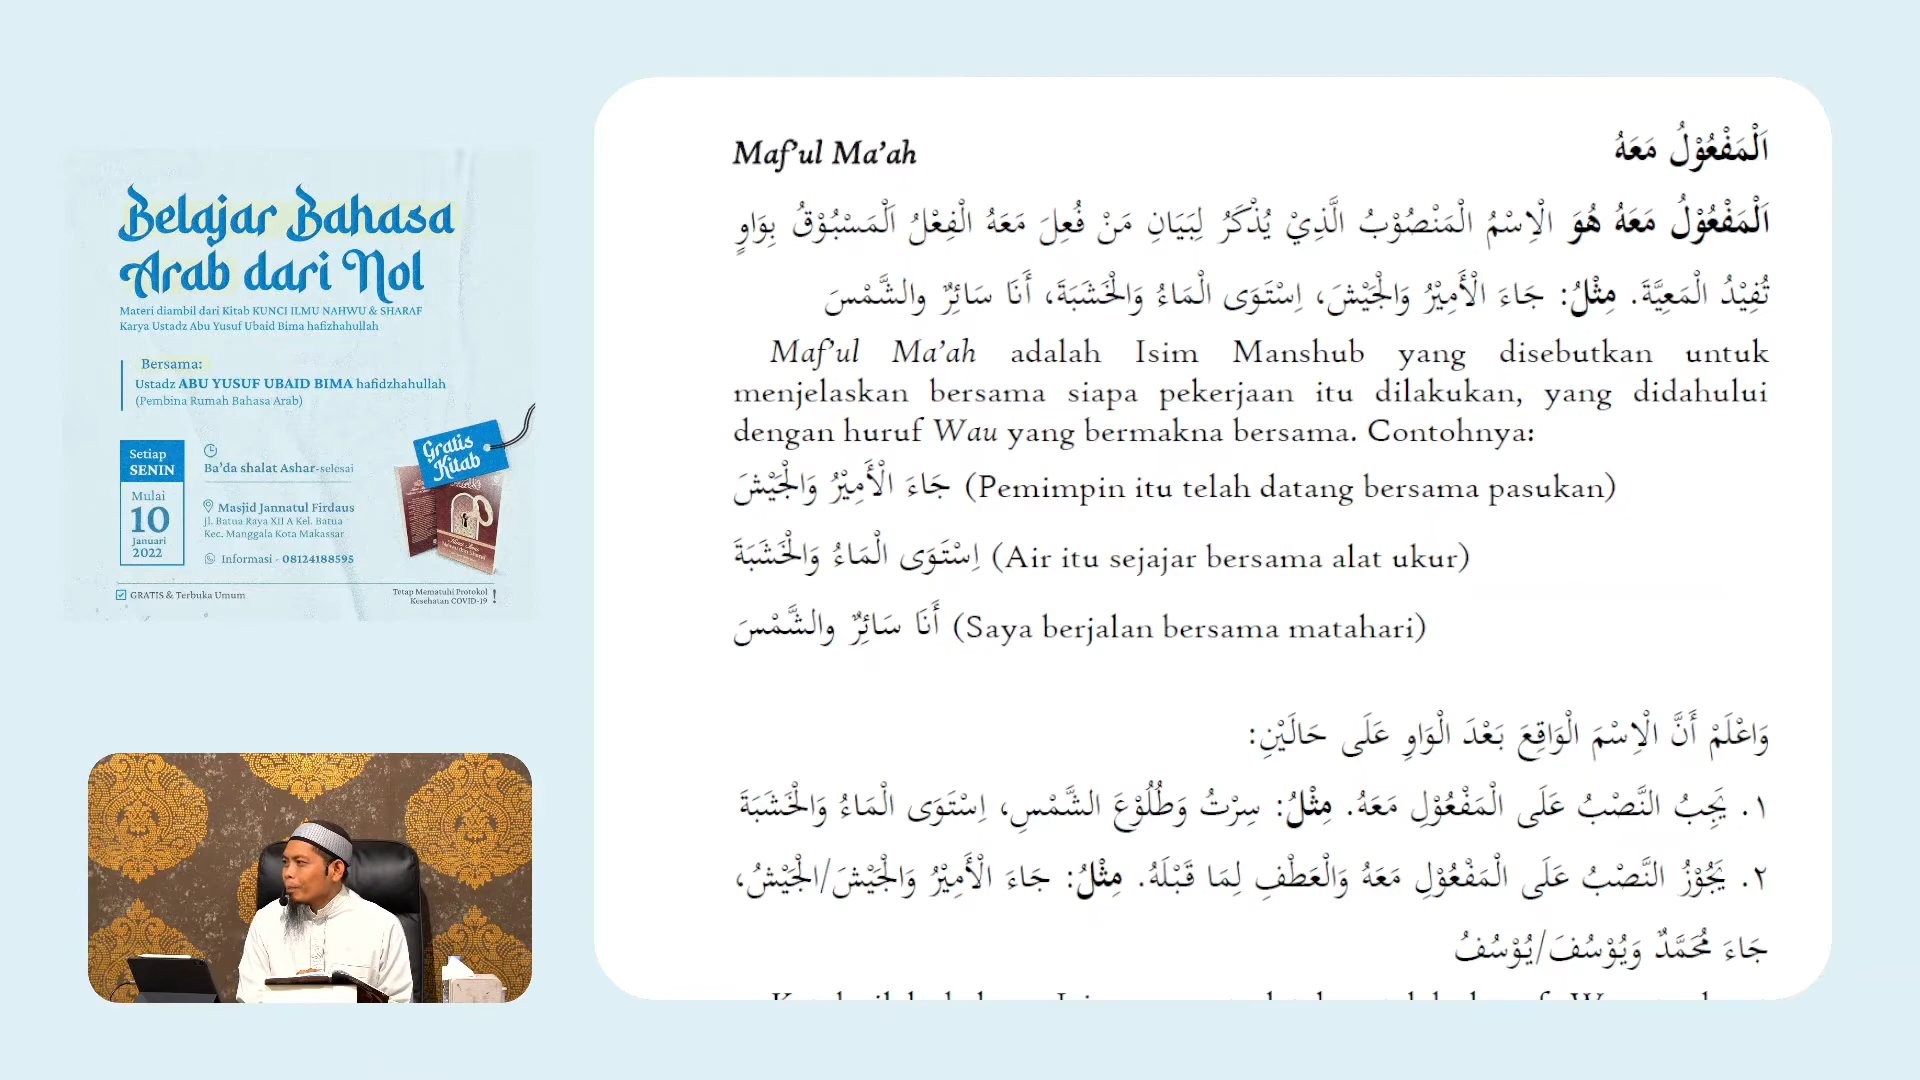 Belajar Bahasa
Arab dari Nol
Materi diambil dari Kitab KUNCI ILMU NAHWU & SHARAF
Karya Ustadz Abu Yusuf Ubaid Bima hafizhahullah
Bersama:
Ustadz ABU YUSUF UBAID BIMA hafidzhahullah
(Pembina Rumah Bahasa Arab)
Setiap
SENIN
Mulai
10
Januari
2022
Ba'da shalat Ashar-selesai
Masjid Jannatul Firdaus
Jl. Batua Raya XII A Kel. Batua
Kec. Manggala Kota Makassar
Informasi - 08124188595
Gratis
Kitab
GRATIS & Terbuka Umum
Tetap Mematuhi Protokol
Kesehatan COVID-19
Maf'ul Ma'ah اَلْمَفْعُوْلُ مَعَهُ
اَلْمَفْعُوْلُ مَعَهُ هُوَ الْاِسْمُ الْمَنْصُوْبُ الَّذِيْ يُذْكَرُ لِبَيَانِ مَنْ فُعِلَ مَعَهُ الْفِعْلُ اَلْمَسْبُوْقُ بِوَاوٍ
تُفِيْدُ الْمَعِيَّةَ. مِثْلُ: جَاءَ الْأَمِيْرُ وَالْجَيْشَ، اِسْتَوَى الْمَاءُ وَالْخَشَبَةَ، أَنَا سَائِرٌ والشَّمْسَ
Maf'ul Ma'ah adalah Isim Manshub yang disebutkan untuk
menjelaskan bersama siapa pekerjaan itu dilakukan, yang didahului
dengan huruf Wau yang bermakna bersama. Contohnya:
جَاءَ الْأَمِيْرُ وَالْجَيْشَ (Pemimpin itu telah datang bersama pasukan)
اِسْتَوَى الْمَاءُ وَالْخَشَبَةَ (Air itu sejajar bersama alat ukur)
أَنَا سَائِرٌ والشَّمْسَ (Saya berjalan bersama matahari)
وَاعْلَمْ أَنَّ الْاِسْمَ الْوَاقِعَ بَعْدَ الْوَاوِ عَلَى حَالَيْنِ:
١. يَجِبُ النَّصْبُ عَلَى الْمَفْعُوْلِ مَعَهُ. مِثْلُ: سِرْتُ وَطُلُوْعَ الشَّمْسِ، اِسْتَوَى الْمَاءُ وَالْخَشَبَةَ
٢. يَجُوْزُ النَّصْبُ عَلَى الْمَفْعُوْلِ مَعَهُ وَالْعَطْفِ لِمَا قَبْلَهُ. مِثْلُ: جَاءَ الْأَمِيْرُ وَالْجَيْشَ/الْجَيْشُ،
جَاءَ مُحَمَّدٌ وَيُوْسُفَ/يُوْسُفُ